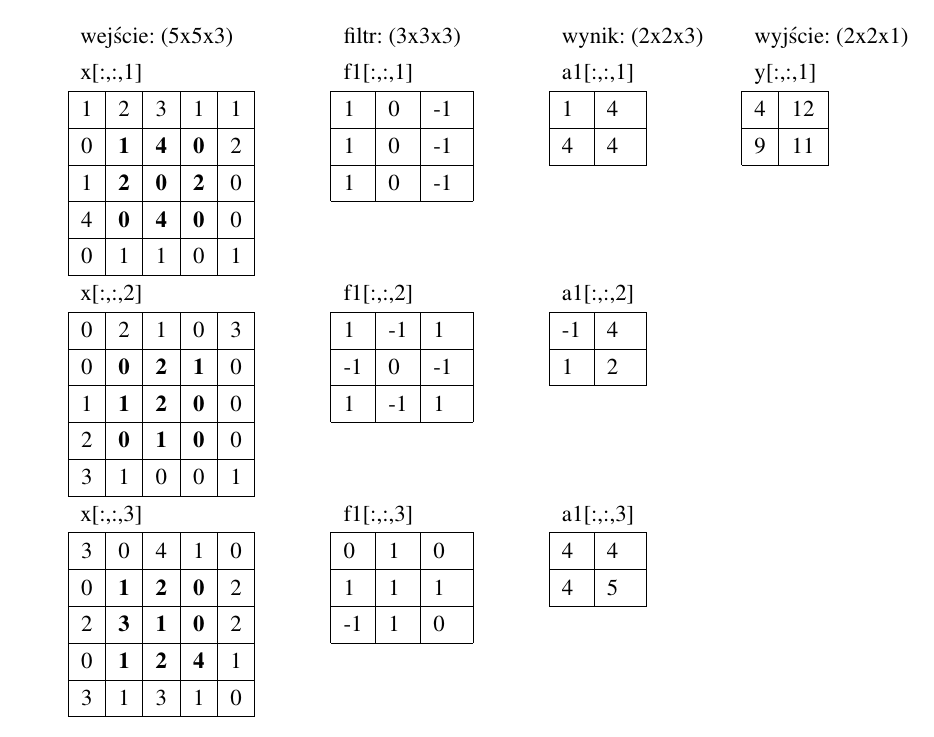 wejście: (5x5x3) filtr: (3x3x3) wynik: (2x2x3) wyjście: (2x2x1)
x[:,:,1] f1[:,:,1] a1[:,:,1] y[:,:,1]
1 2 3 1 1 1 0 -1 1 4 4 12
0 1 4 0 2 1 0 -1 4 4 9 11
1 2 0 2 0 1 0 -1
4 0 4 0 0
0 1 1 0 1
x[:,:,2] f1[:,:,2] a1[:,:,2]
0 2 1 0 3 1 -1 1 -1 4
0 0 2 1 0 -1 0 -1 1 2
1 1 2 0 0 1 -1 1
2 0 1 0 0
3 1 0 0 1
x[:,:,3] f1[:,:,3] a1[:,:,3]
3 0 4 1 0 0 1 0 4 4
0 1 2 0 2 1 1 1 4 5
2 3 1 0 2 -1 1 0
0 1 2 4 1
3 1 3 1 0